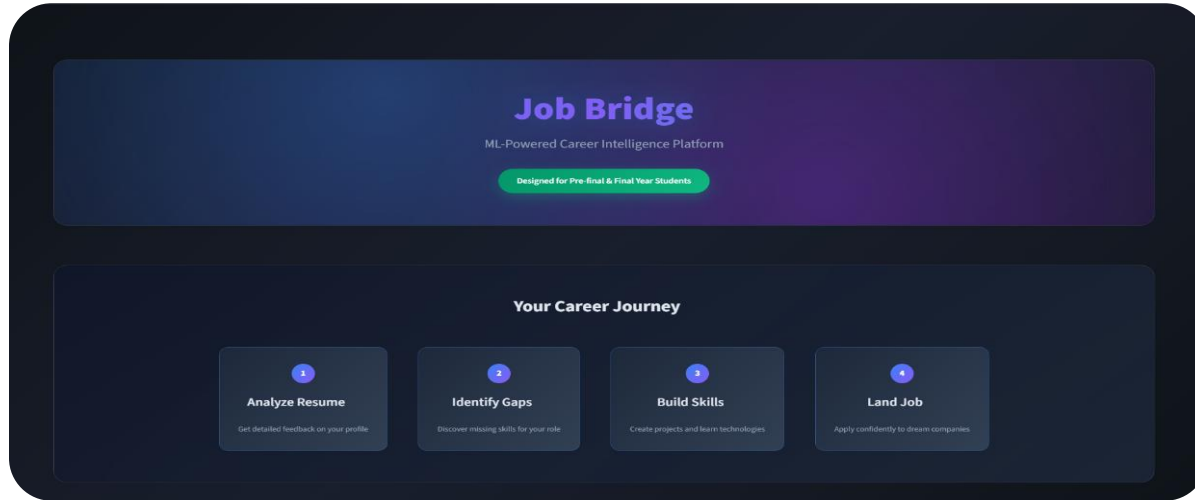 Job Bridge
ML-Powered Career Intelligence Platform
Designed for Pre-final & Final Year Students
Your Career Journey
1
Analyze Resume
Get detailed feedback on your profile
2
Identify Gaps
Discover missing skills for your role
3
Build Skills
Create projects and learn technologies
4
Land Job
Apply confidently to dream companies